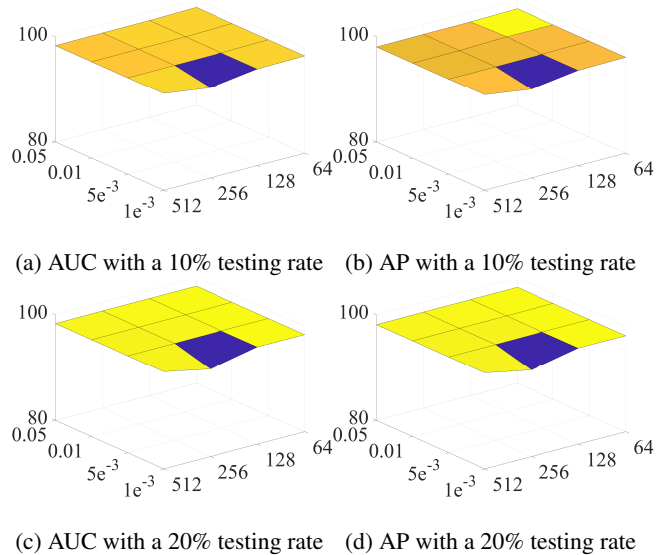 100
80
0.05
0.01
5e⁻³
1e⁻³
512
256
128
64
100
80
0.05
0.01
5e⁻³
1e⁻³
512
256
128
64
(a) AUC with a 10% testing rate
(b) AP with a 10% testing rate
100
80
0.05
0.01
5e⁻³
1e⁻³
512
256
128
64
100
80
0.05
0.01
5e⁻³
1e⁻³
512
256
128
64
(c) AUC with a 20% testing rate
(d) AP with a 20% testing rate